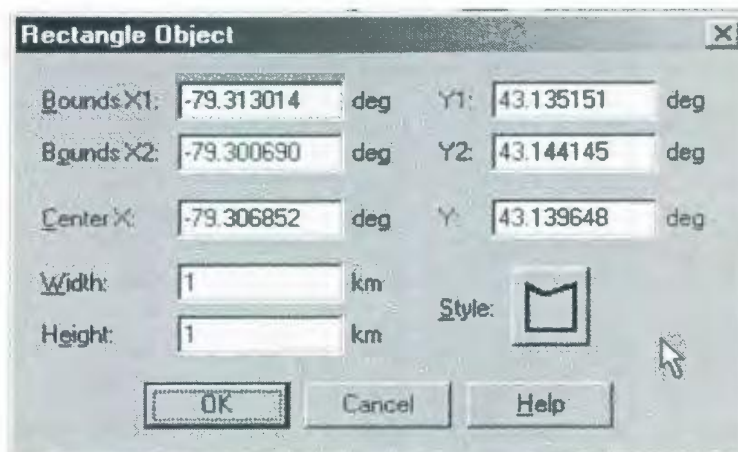 Rectangle Object
Bounds X1: -79.313014 deg Y1: 43.135151 deg
Bounds X2: -79.300690 deg Y2: 43.144145 deg
Center X: -79.306852 deg Y: 43.139648 deg
Width: 1 km
Height: 1 km
Style:
OK Cancel Help